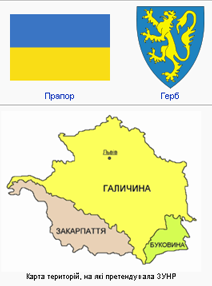 Прапор Герб
Львів
ГАЛИЧИНА
ЗАКАРПАТТЯ
БУКОВИНА
Карта територій, на які претендувала ЗУНР